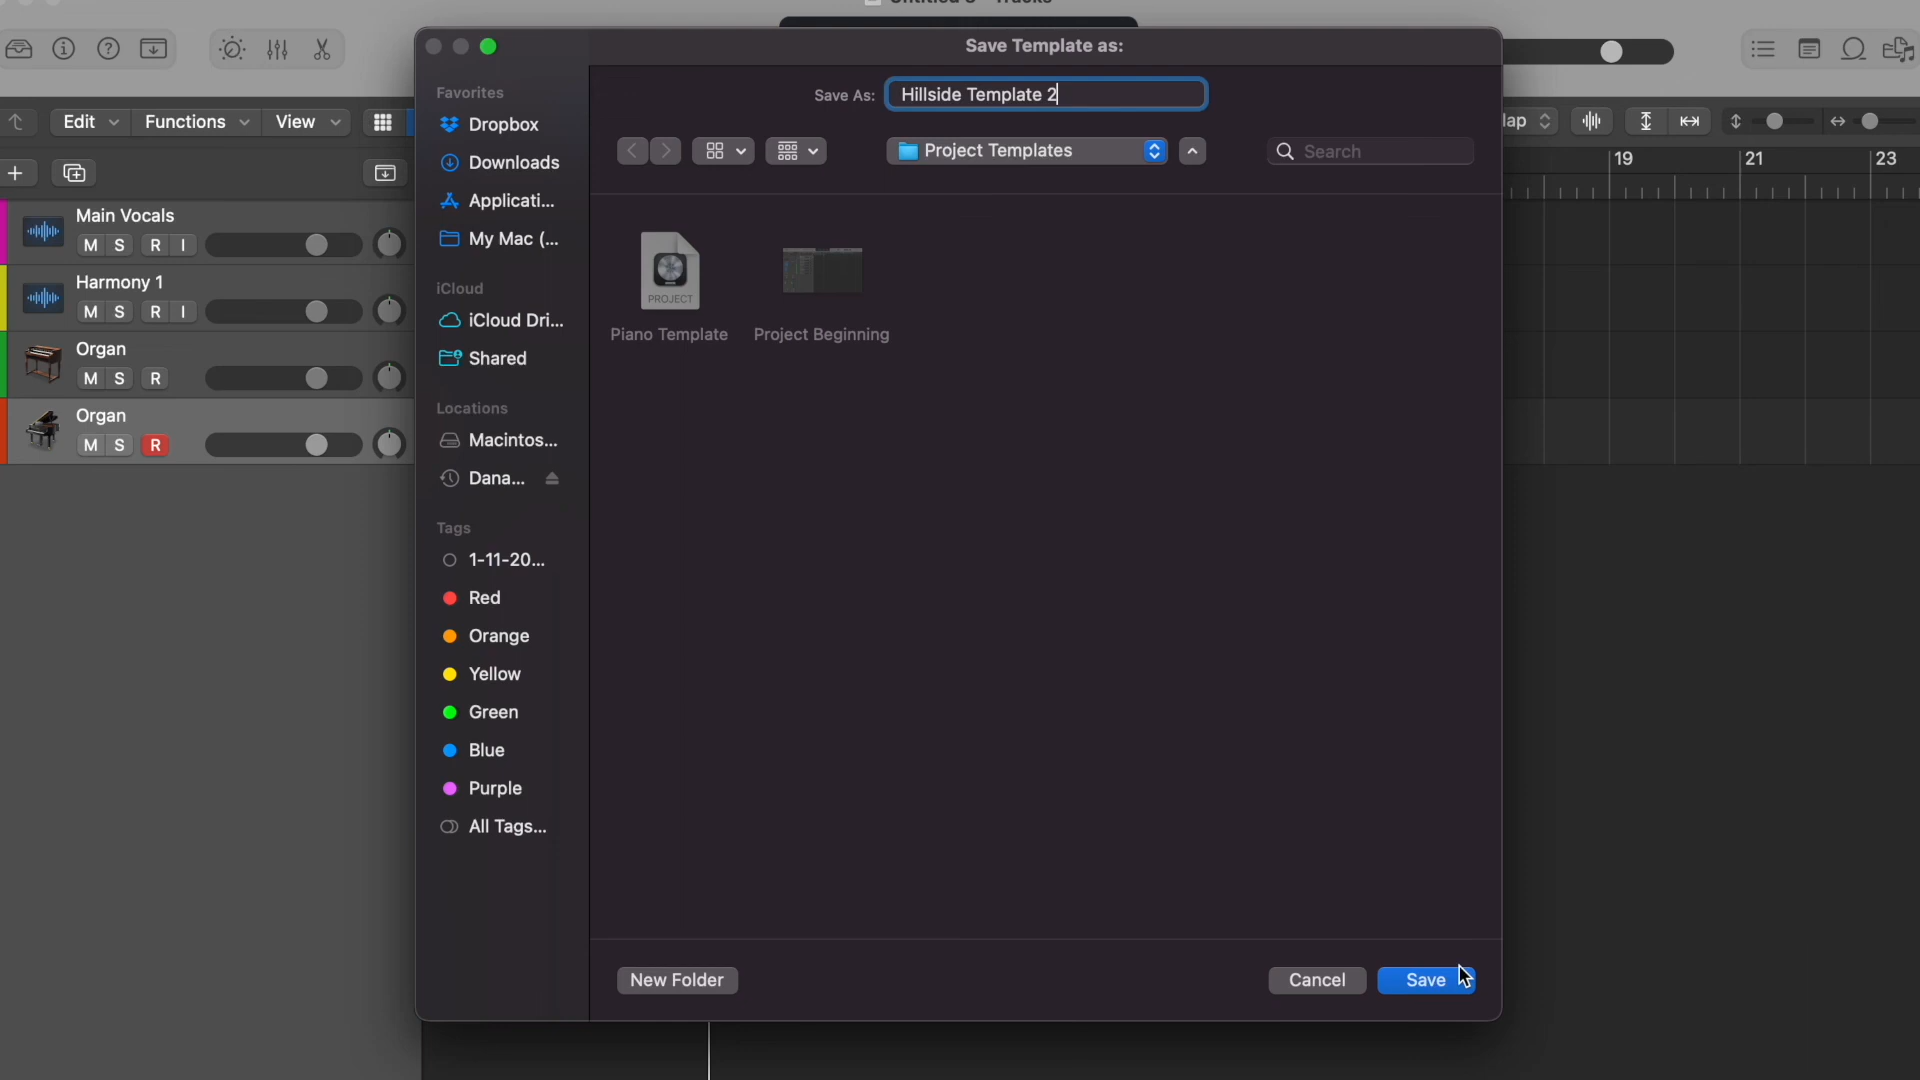 Save Template as:
Save As: Hillside Template 2
Project Templates
Search
Favorites
Dropbox
Downloads
Applicati...
My Mac (...
iCloud
iCloud Dri...
Shared
Locations
Macintos...
Dana...
Tags
1-11-20...
Red
Orange
Yellow
Green
Blue
Purple
All Tags...
PROJECT
Piano Template
Project Beginning
New Folder
Cancel
Save
Edit
Functions
View
Main Vocals
M S R I
Harmony 1
M S R I
Organ
M S R
Organ
M S R
19 21 23